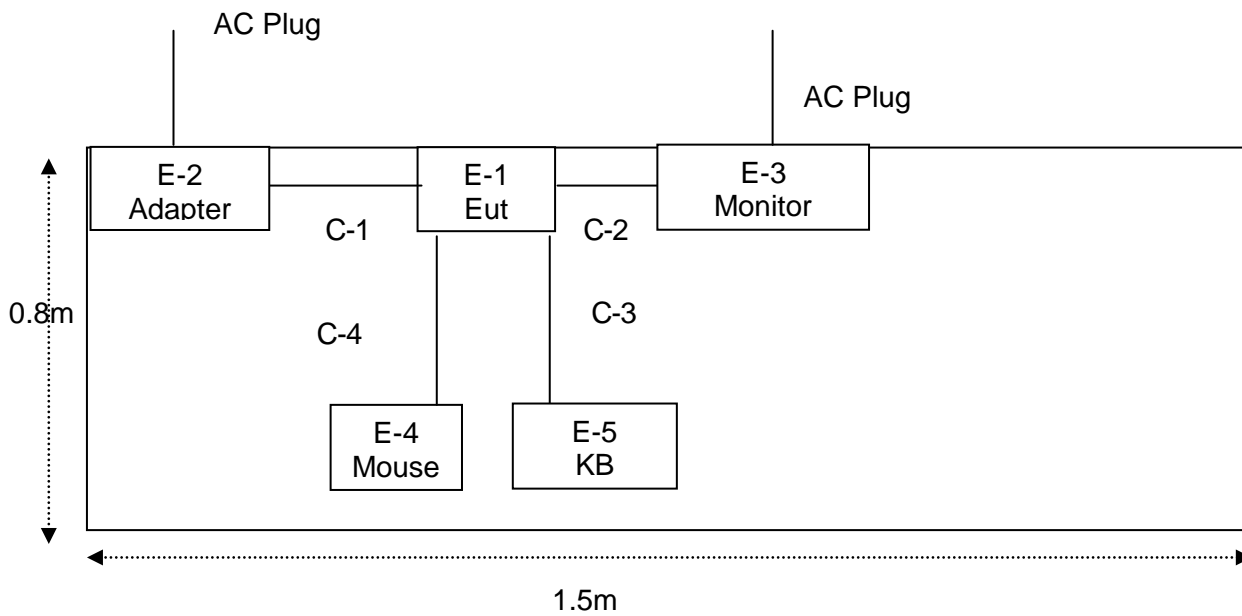 AC Plug
AC Plug
E-2
Adapter
E-1
Eut
E-3
Monitor
C-1
C-2
0.8m
C-3
C-4
E-4
Mouse
E-5
KB
1.5m